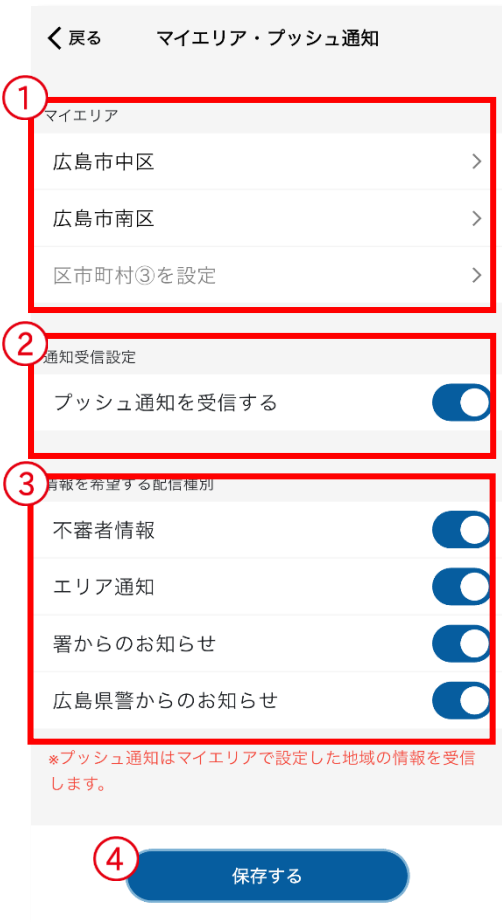 戻る マイエリア・プッシュ通知
①
マイエリア
広島市中区
広島市南区
区市町村③を設定
②
通知受信設定
プッシュ通知を受信する
③
情報を希望する配信種別
不審者情報
エリア通知
署からのお知らせ
広島県警からのお知らせ
※プッシュ通知はマイエリアで設定した地域の情報を受信
します。
④
保存する